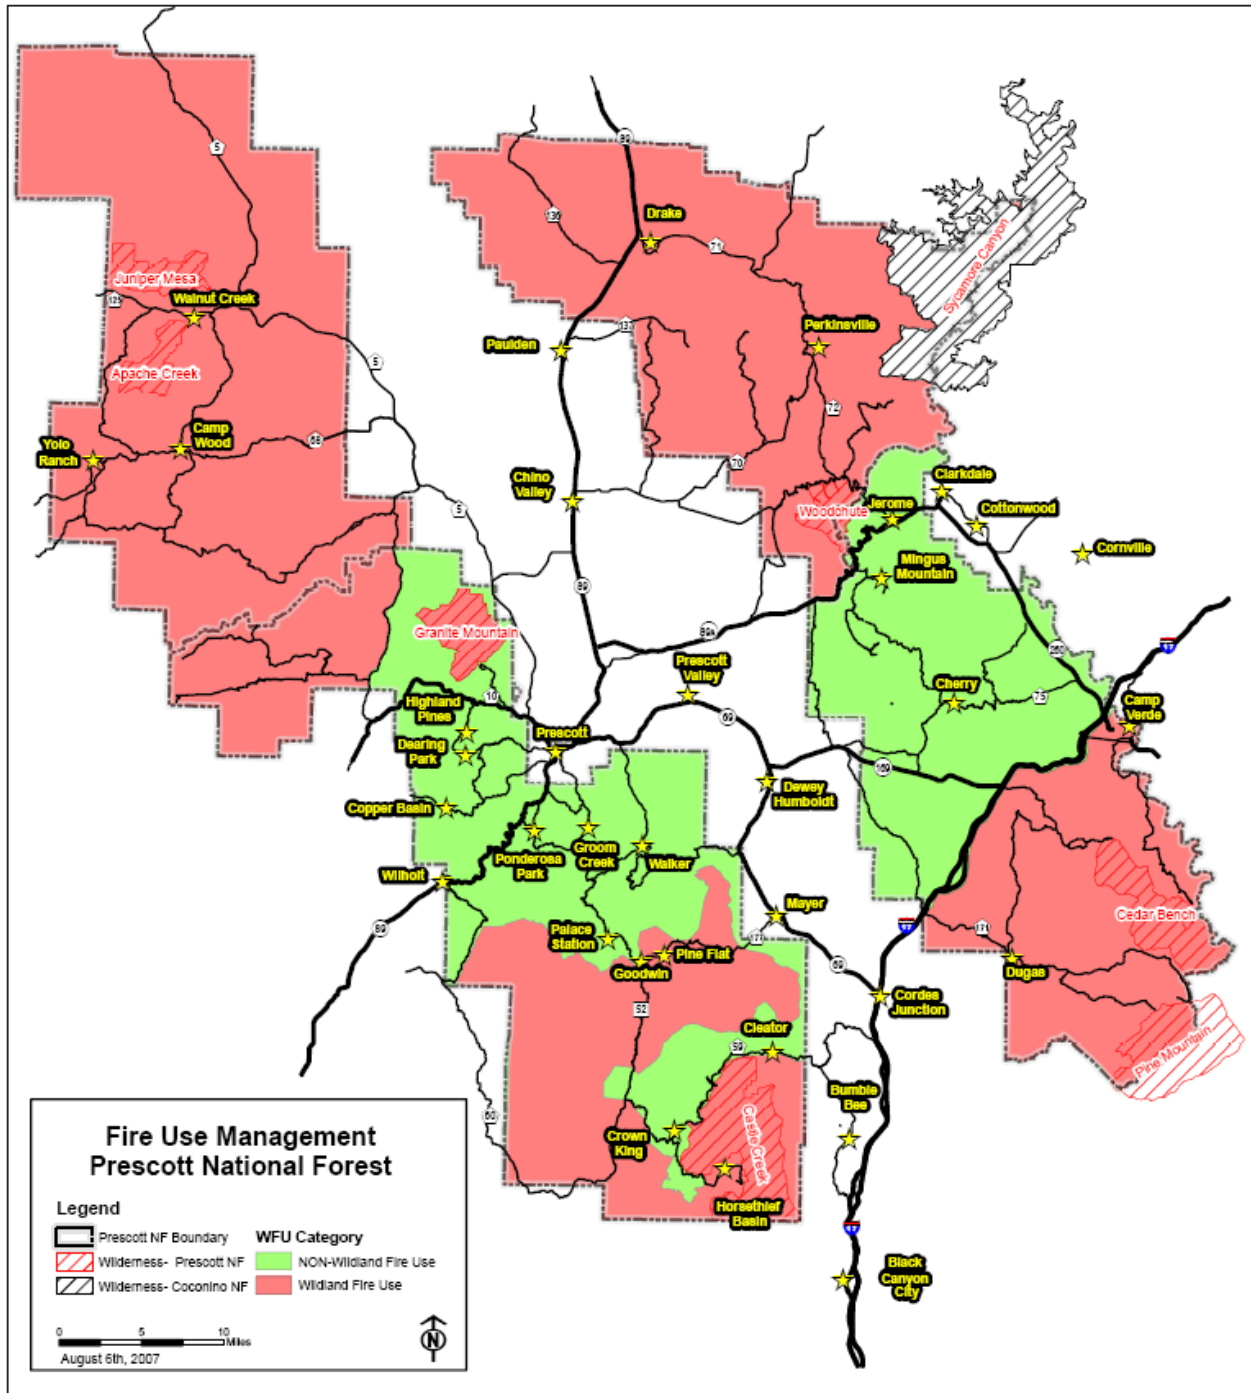 5
89
Drake
136
71
Sycamore Canyon
Juniper Mesa
Walnut Creek
125
Perkinsville
Paulden
5
Apache Creek
72
Camp
Wood
Yolo
Ranch
68
70
Clarkdale
Chino
Valley
Jerome
Woodchute
Cottonwood
5
Cornville
Mingus
Mountain
89
Granite Mountain
89A
260
17
Prescott
Valley
Cherry
75
10
Highland
Pines
69
Camp
Verde
Prescott
Dearing
Park
169
Dewey
Humboldt
Copper Basin
Ponderosa
Park
Groom
Creek
Walker
Wilhoit
Mayer
Cedar Bench
89
17
171
Palace
Station
177
Pine Flat
Goodwin
69
Dugas
Cordes
Junction
52
Cleator
59
Pine Mountain
Bumble
Bee
60
Crown
King
Castle Creek
Horsethief
Basin
17
Black
Canyon
City
Fire Use Management
Prescott National Forest
Legend
Prescott NF Boundary
WFU Category
Wilderness- Prescott NF
NON-Wildland Fire Use
Wilderness- Coconino NF
Wildland Fire Use
0 5 10
Miles
N
August 6th, 2007